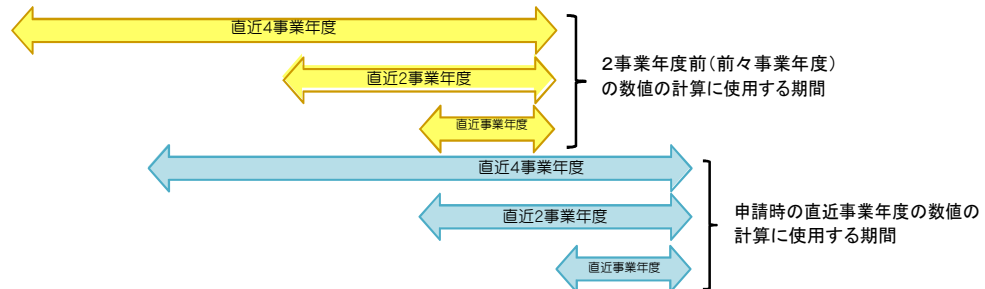 直近4事業年度
直近2事業年度
直近事業年度
2事業年度前(前々事業年度)
の数値の計算に使用する期間
直近4事業年度
直近2事業年度
直近事業年度
申請時の直近事業年度の数値の
計算に使用する期間